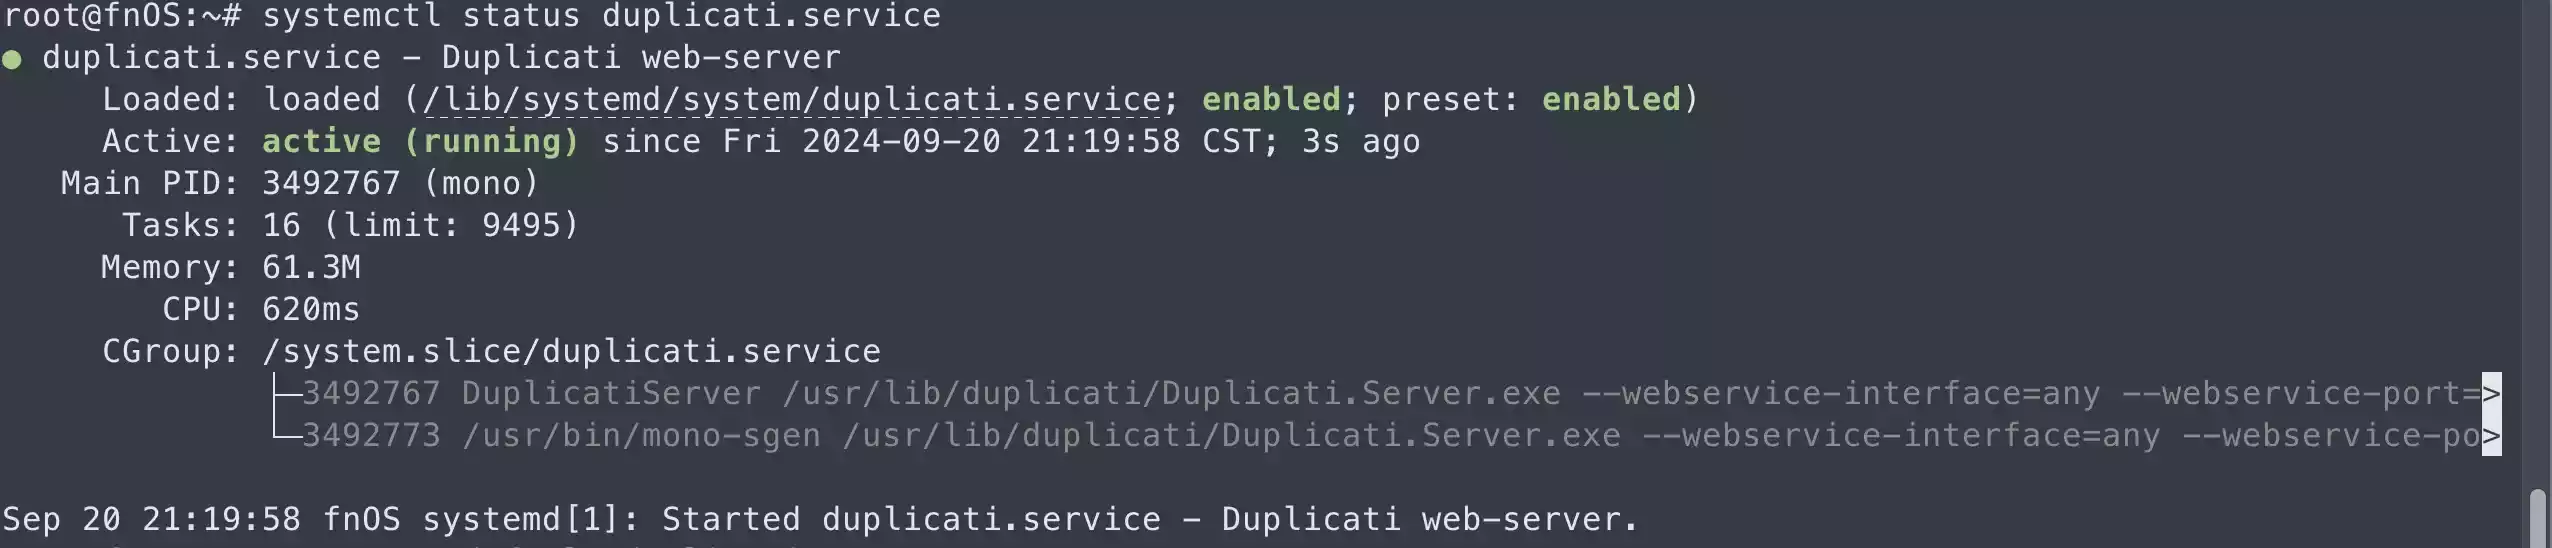 root@fnOS:~# systemctl status duplicati.service
● duplicati.service - Duplicati web-server
Loaded: loaded (/lib/systemd/system/duplicati.service; enabled; preset: enabled)
Active: active (running) since Fri 2024-09-20 21:19:58 CST; 3s ago
Main PID: 3492767 (mono)
Tasks: 16 (limit: 9495)
Memory: 61.3M
CPU: 620ms
CGroup: /system.slice/duplicati.service
├─3492767 DuplicatiServer /usr/lib/duplicati/Duplicati.Server.exe --webservice-interface=any --webservice-port=>
└─3492773 /usr/bin/mono-sgen /usr/lib/duplicati/Duplicati.Server.exe --webservice-interface=any --webservice-po>
Sep 20 21:19:58 fnOS systemd[1]: Started duplicati.service - Duplicati web-server.